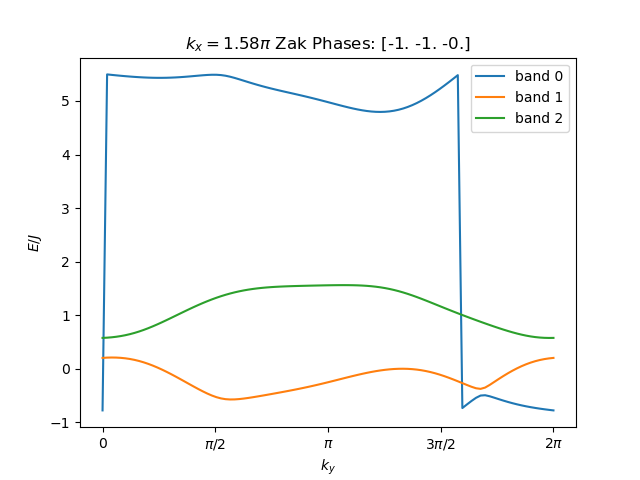 $k_x = 1.58\pi$ Zak Phases: [-1. -1. -0.]
band 0
band 1
band 2
E/J
5
4
3
2
1
0
−1
0
π/2
π
3π/2
2π
$k_y$